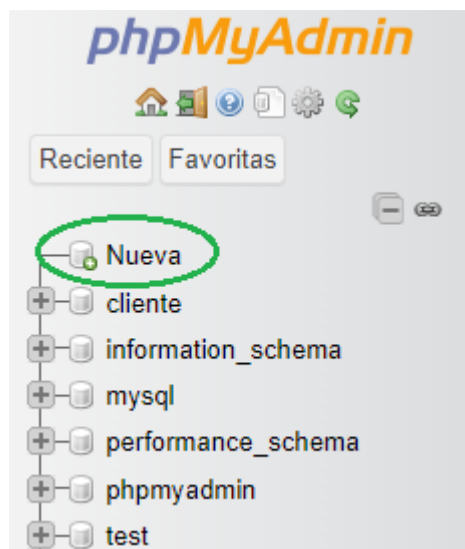 phpMyAdmin
Reciente Favoritas
Nueva
cliente
information_schema
mysql
performance_schema
phpmyadmin
test